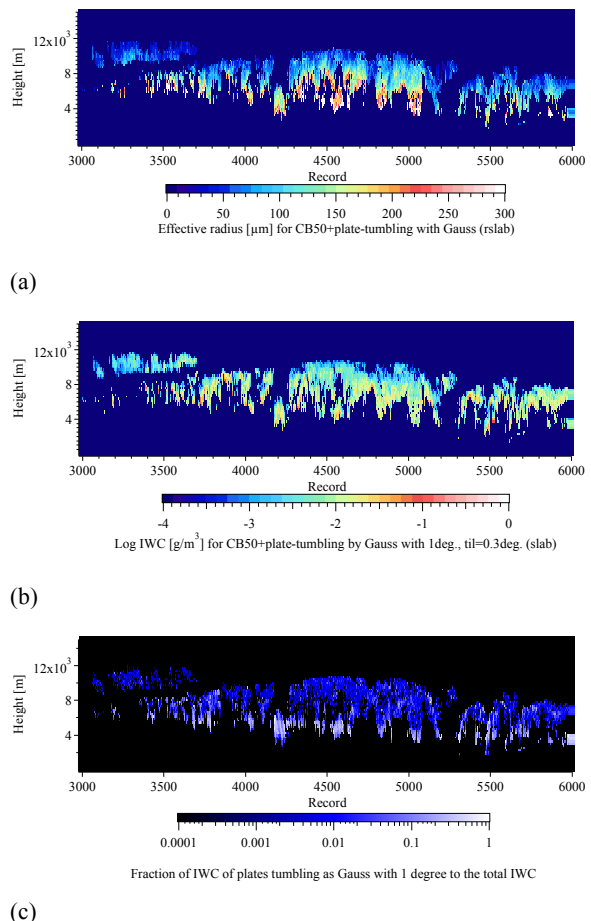 12x10³
8
4
Height [m]
3000 3500 4000 4500 5000 5500 6000
Record
0 50 100 150 200 250 300
Effective radius [µm] for CB50+plate-tumbling with Gauss (rslab)
(a)
12x10³
8
4
Height [m]
3000 3500 4000 4500 5000 5500 6000
Record
-4 -3 -2 -1 0
Log IWC [g/m³] for CB50+plate-tumbling by Gauss with 1deg., til=0.3deg. (slab)
(b)
12x10³
8
4
Height [m]
3000 3500 4000 4500 5000 5500 6000
Record
0.0001 0.001 0.01 0.1 1
Fraction of IWC of plates tumbling as Gauss with 1 degree to the total IWC
(c)